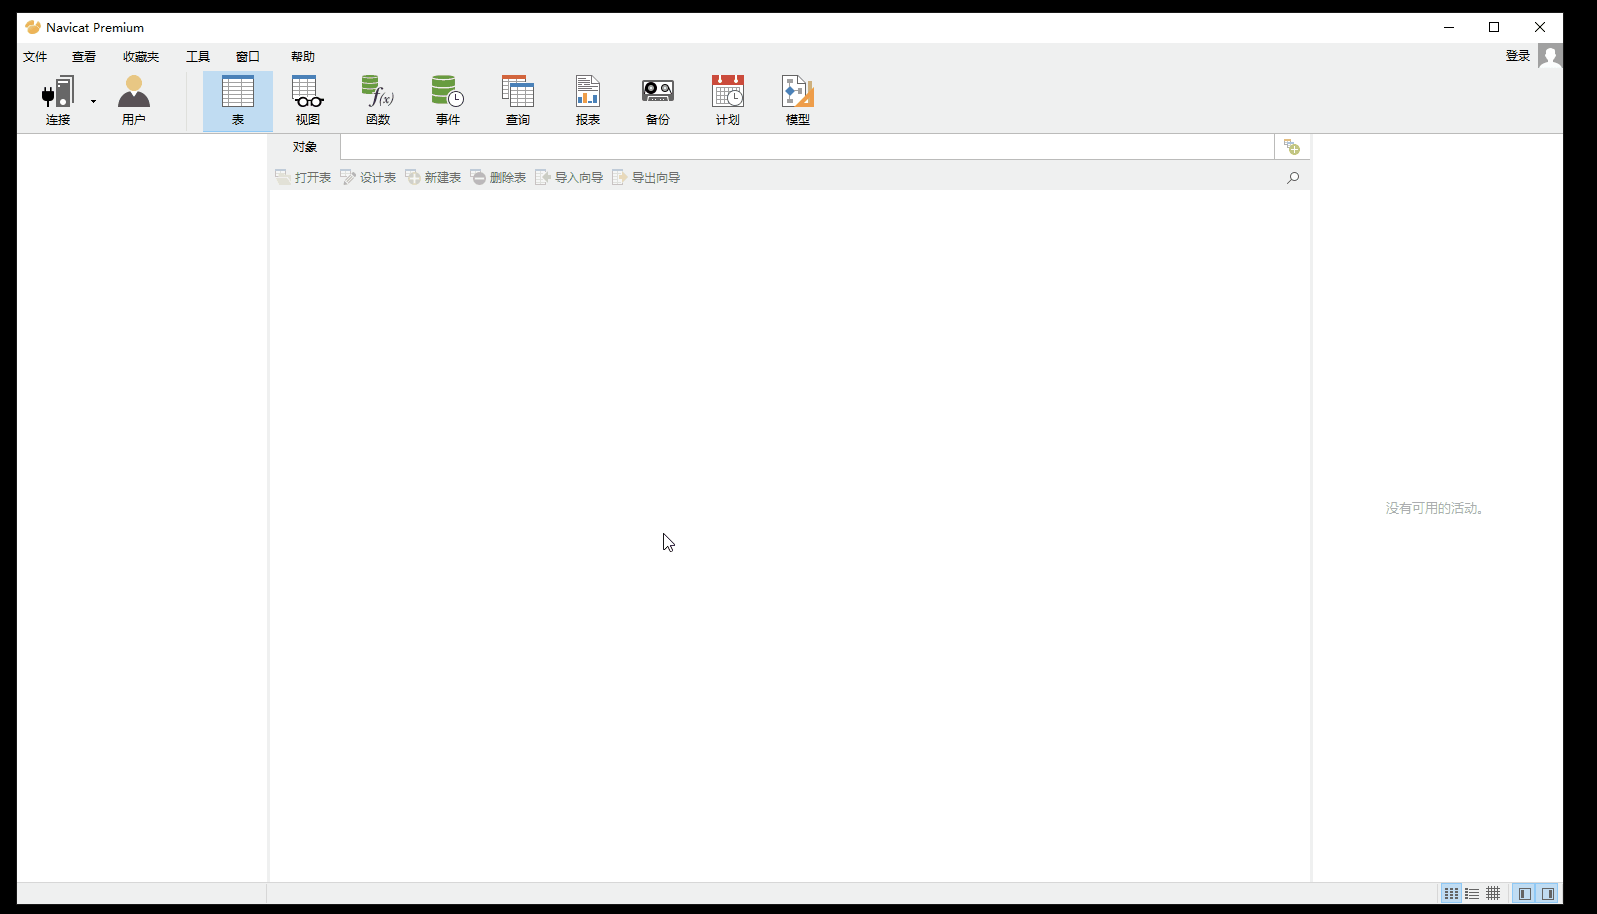 Navicat Premium
文件 查看 收藏夹 工具 窗口 帮助 登录
连接 用户 表 视图 函数 事件 查询 报表 备份 计划 模型
对象
打开表 设计表 新建表 删除表 导入向导 导出向导
没有可用的活动。